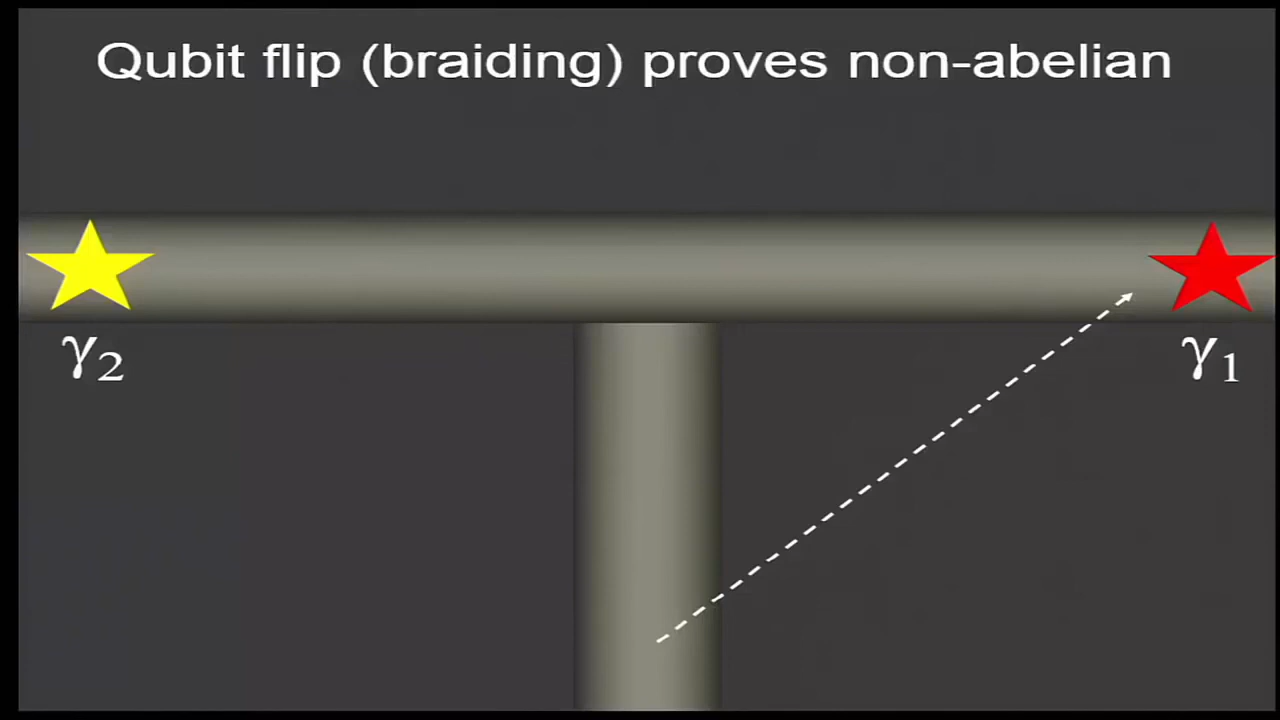 Qubit flip (braiding) proves non-abelian
γ₂
γ₁